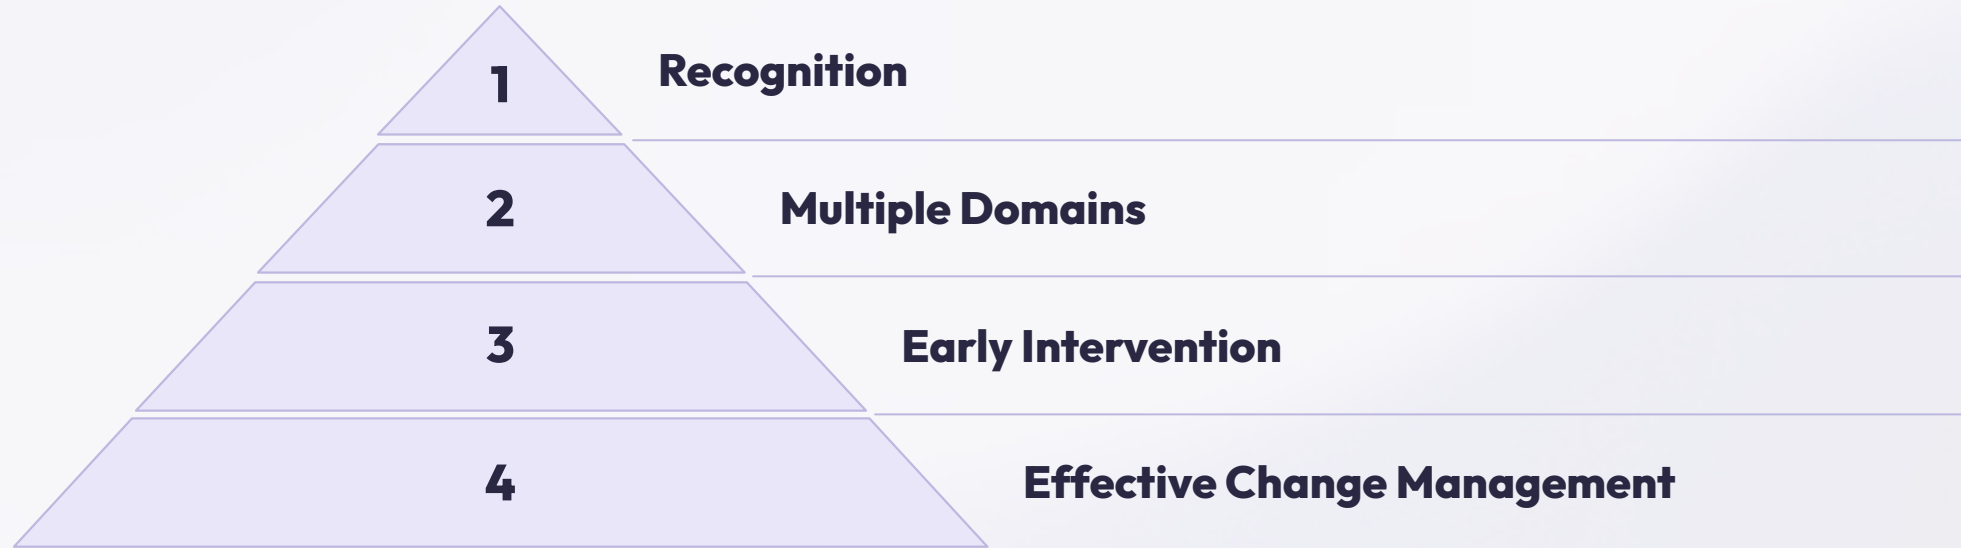 1
Recognition
2
Multiple Domains
3
Early Intervention
4
Effective Change Management